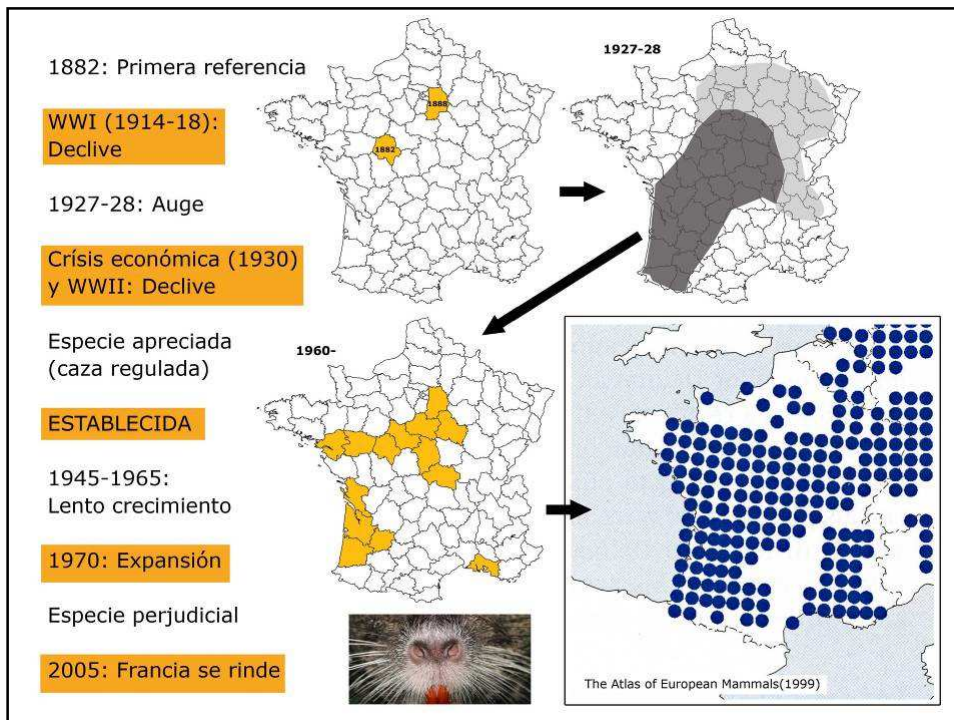 1882: Primera referencia
WWI (1914-18):
Declive
1927-28: Auge
Crísis económica (1930)
y WWII: Declive
Especie apreciada
(caza regulada)
ESTABLECIDA
1945-1965:
Lento crecimiento
1970: Expansión
Especie perjudicial
2005: Francia se rinde
1888
1882
1927-28
1960-
The Atlas of European Mammals(1999)